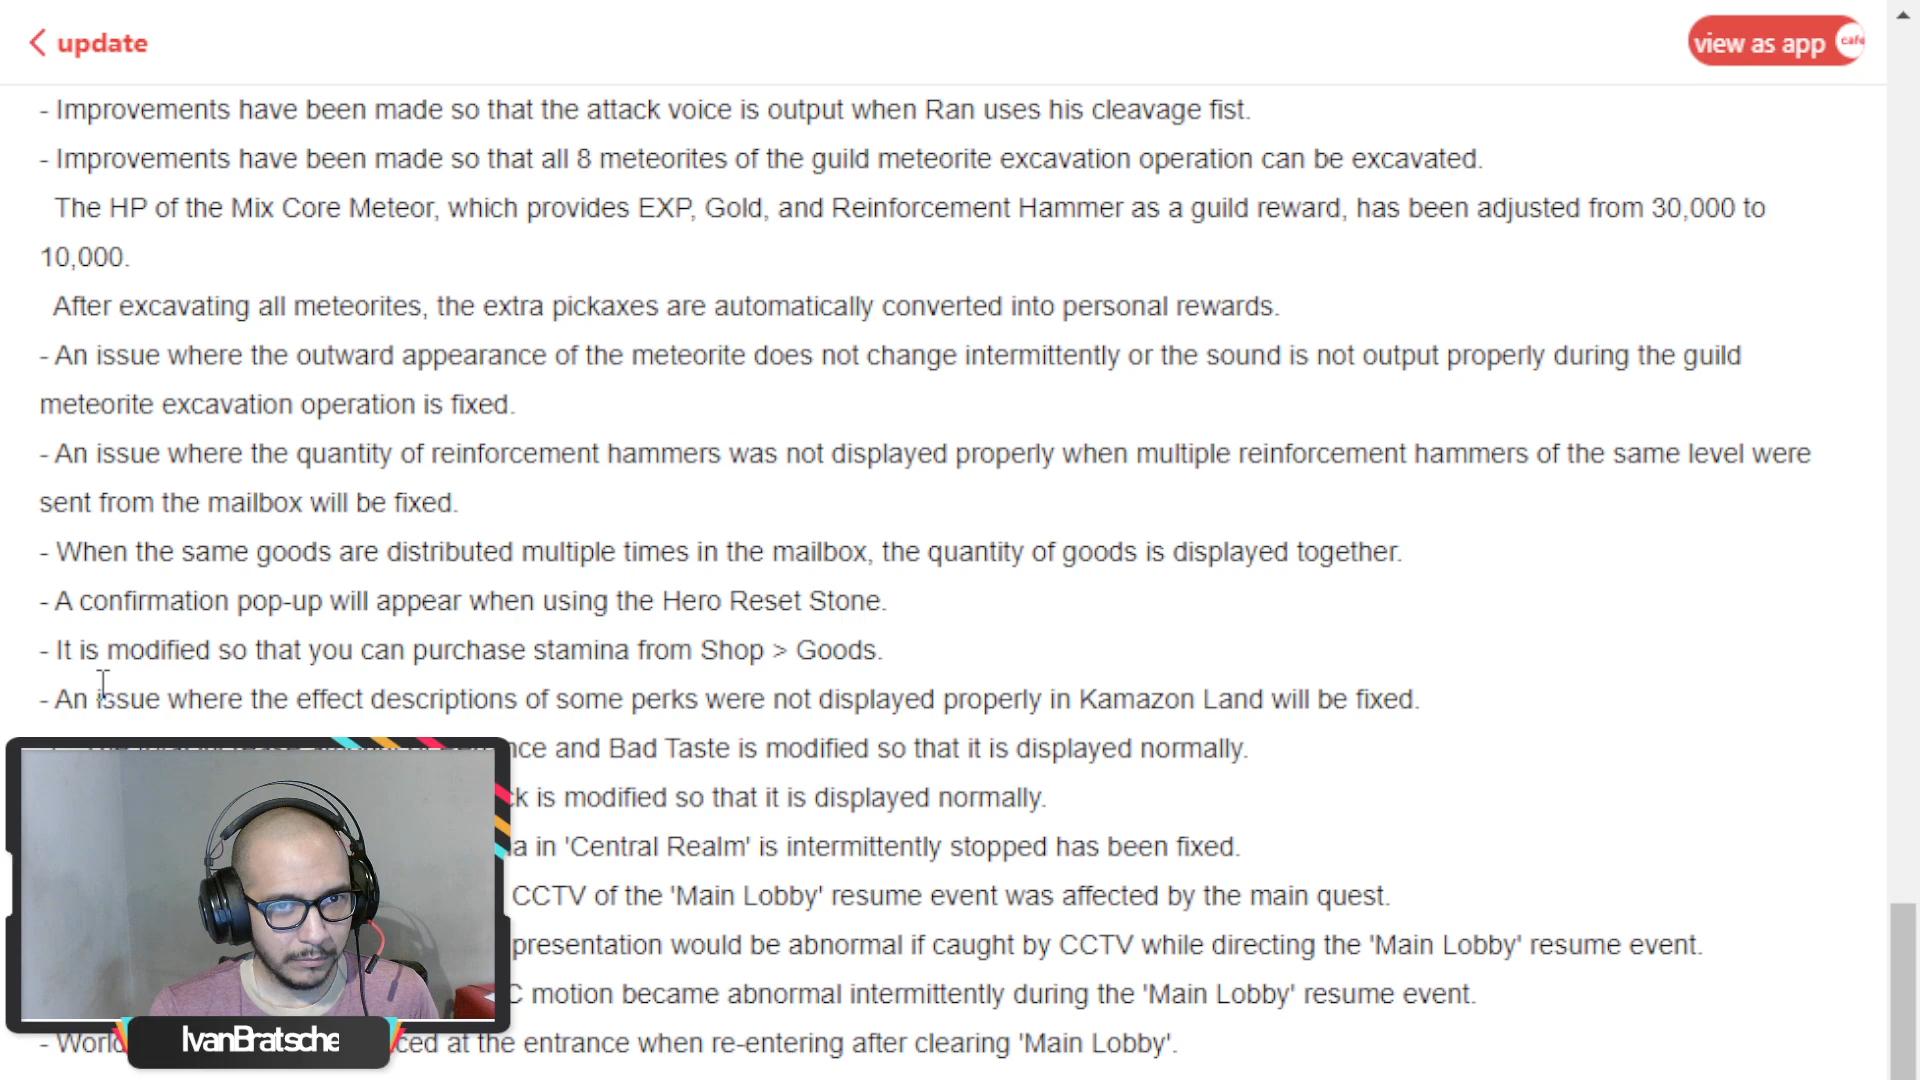 update
view as app
cafe
- Improvements have been made so that the attack voice is output when Ran uses his cleavage fist.
- Improvements have been made so that all 8 meteorites of the guild meteorite excavation operation can be excavated.
The HP of the Mix Core Meteor, which provides EXP, Gold, and Reinforcement Hammer as a guild reward, has been adjusted from 30,000 to
10,000.
After excavating all meteorites, the extra pickaxes are automatically converted into personal rewards.
- An issue where the outward appearance of the meteorite does not change intermittently or the sound is not output properly during the guild
meteorite excavation operation is fixed.
- An issue where the quantity of reinforcement hammers was not displayed properly when multiple reinforcement hammers of the same level were
sent from the mailbox will be fixed.
- When the same goods are distributed multiple times in the mailbox, the quantity of goods is displayed together.
- A confirmation pop-up will appear when using the Hero Reset Stone.
- It is modified so that you can purchase stamina from Shop > Goods.
- An issue where the effect descriptions of some perks were not displayed properly in Kamazon Land will be fixed.
and Bad Taste is modified so that it is displayed normally.
is modified so that it is displayed normally.
in 'Central Realm' is intermittently stopped has been fixed.
CCTV of the 'Main Lobby' resume event was affected by the main quest.
presentation would be abnormal if caught by CCTV while directing the 'Main Lobby' resume event.
motion became abnormal intermittently during the 'Main Lobby' resume event.
- at the entrance when re-entering after clearing 'Main Lobby'.
IvanBratsche